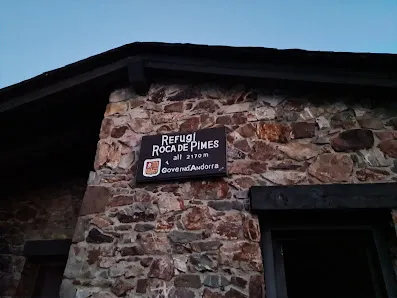 REFUGI
ROCA DE PIMES
alt 2170 m
GOVERN D'ANDORRA